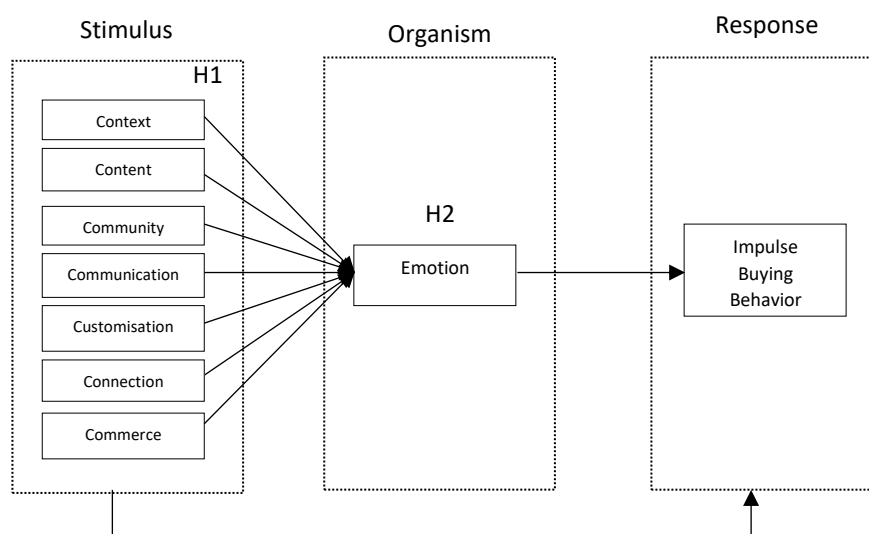 Stimulus
Organism
Response
H1
Context
Content
Community
Communication
Customisation
Connection
Commerce
H2
Emotion
Impulse
Buying
Behavior